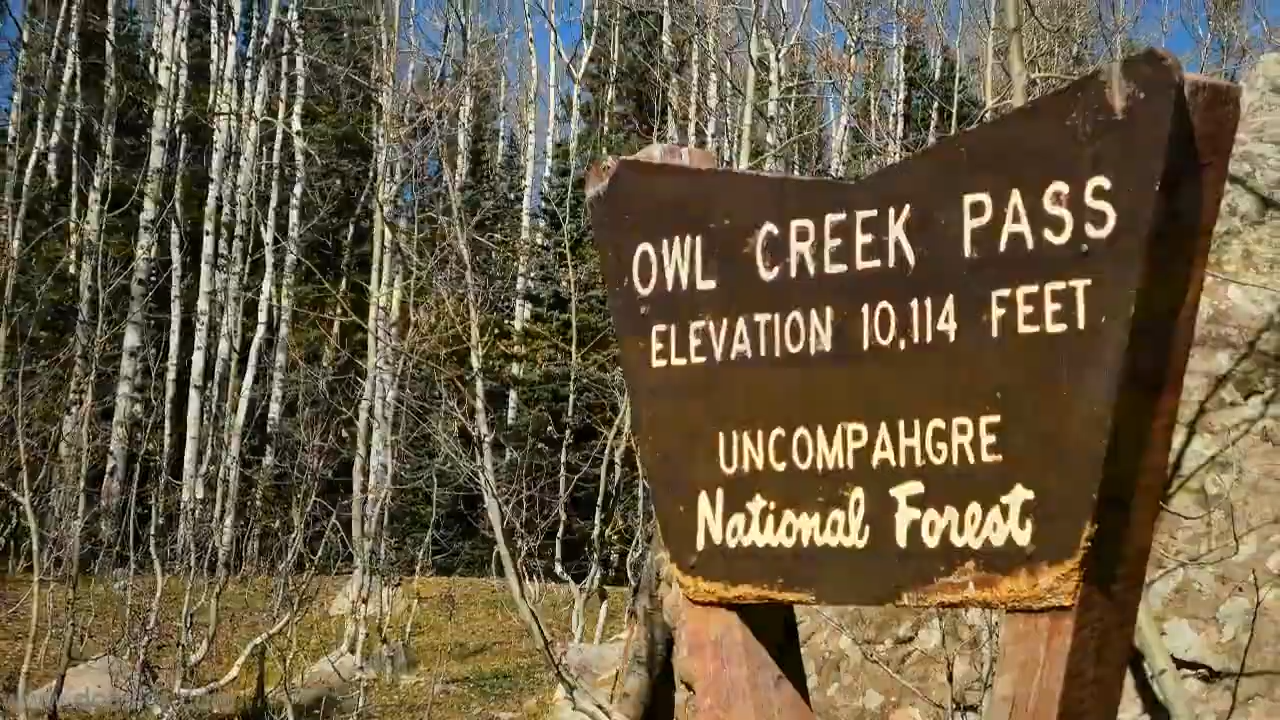 OWL CREEK PASS
ELEVATION 10,114 FEET
UNCOMPAHGRE
National Forest